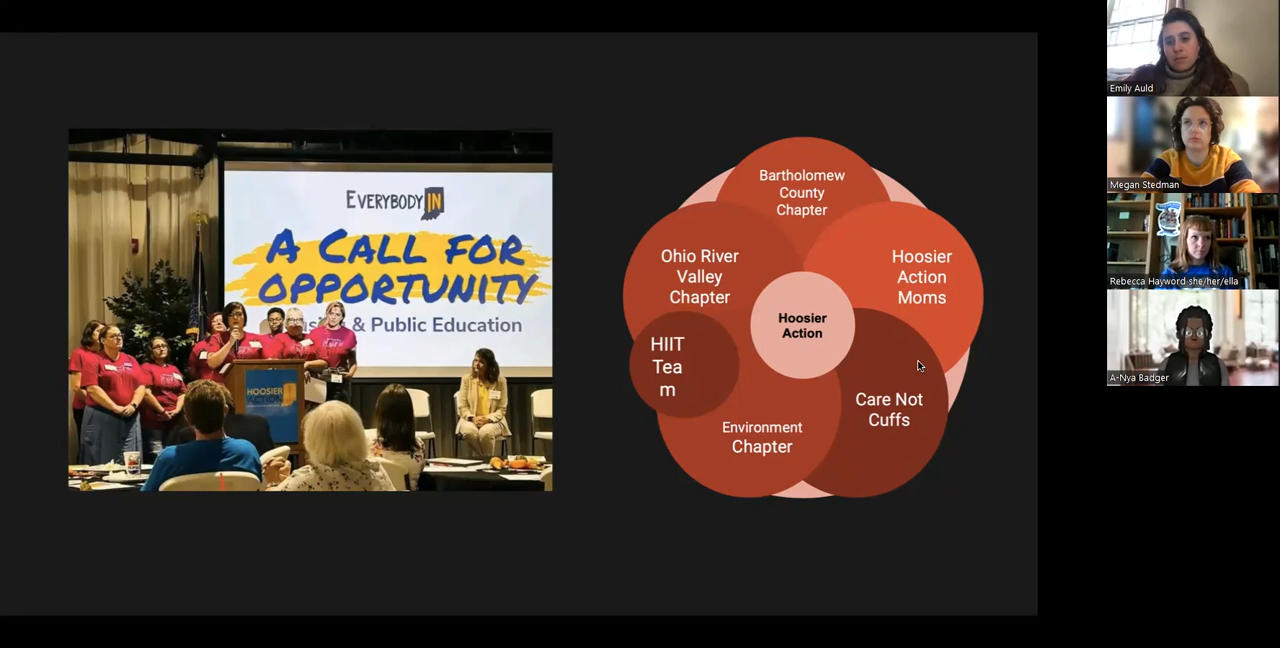 EVERYBODY IN
A CALL FOR
OPPORTUNITY
& Public Education
HOOSIER
ACTION
Bartholomew
County
Chapter
Ohio River
Valley
Chapter
Hoosier
Action
Moms
Hoosier
Action
HIIT
Tea
m
Care Not
Cuffs
Environment
Chapter
Emily Auld
Megan Stedman
Rebecca Hayword she/her/ella
A-Nya Badger